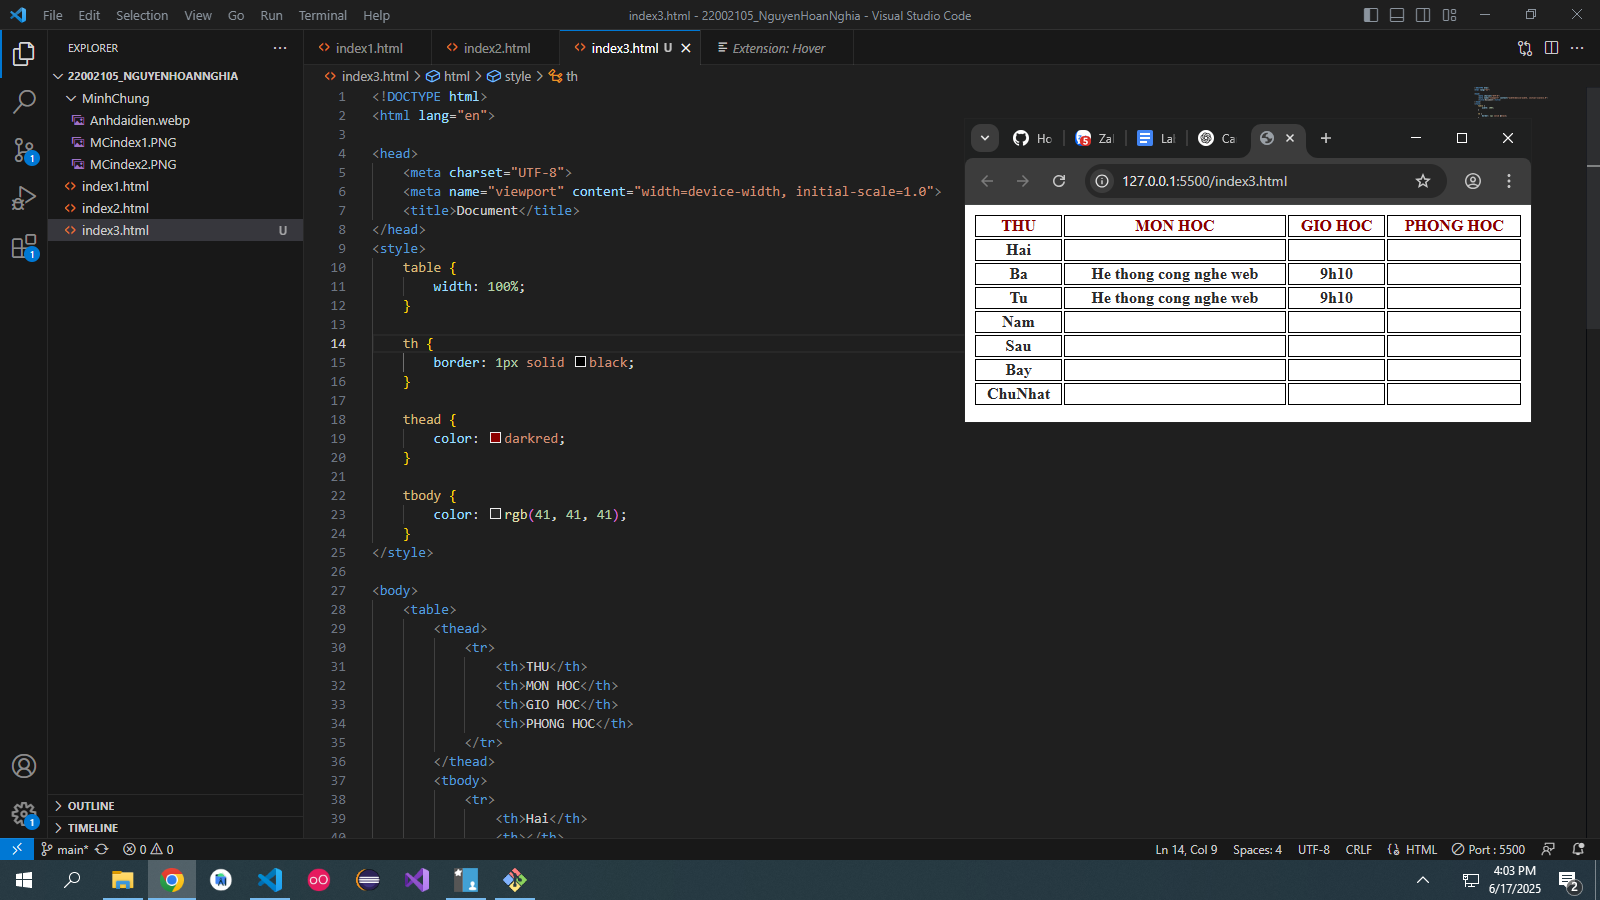 File Edit Selection View Go Run Terminal Help
index3.html - 22002105_NguyenHoanNghia - Visual Studio Code
EXPLORER
22002105_NGUYENHOANNGHIA
MinhChung
Anhdaidien.webp
MCindex1.PNG
MCindex2.PNG
index1.html
index2.html
index3.html U
OUTLINE
TIMELINE
1
1
1
index1.html index2.html index3.html U Extension: Hover
index3.html > html > style > th
1 <!DOCTYPE html>
2 <html lang="en">
3
4 <head>
5 <meta charset="UTF-8">
6 <meta name="viewport" content="width=device-width, initial-scale=1.0">
7 <title>Document</title>
8 </head>
9 <style>
10 table {
11 width: 100%;
12 }
13
14 th {
15 border: 1px solid black;
16 }
17
18 thead {
19 color: darkred;
20 }
21
22 tbody {
23 color: rgb(41, 41, 41);
24 }
25 </style>
26
27 <body>
28 <table>
29 <thead>
30 <tr>
31 <th>THU</th>
32 <th>MON HOC</th>
33 <th>GIO HOC</th>
34 <th>PHONG HOC</th>
35 </tr>
36 </thead>
37 <tbody>
38 <tr>
39 <th>Hai</th>
40 <th></th>
Ho Zal Lal Ca
5
127.0.0.1:5500/index3.html
THU MON HOC GIO HOC PHONG HOC
Hai
Ba He thong cong nghe web 9h10
Tu He thong cong nghe web 9h10
Nam
Sau
Bay
ChuNhat
main* 0 0 Ln 14, Col 9 Spaces: 4 UTF-8 CRLF HTML Port : 5500
4:03 PM
6/17/2025
2